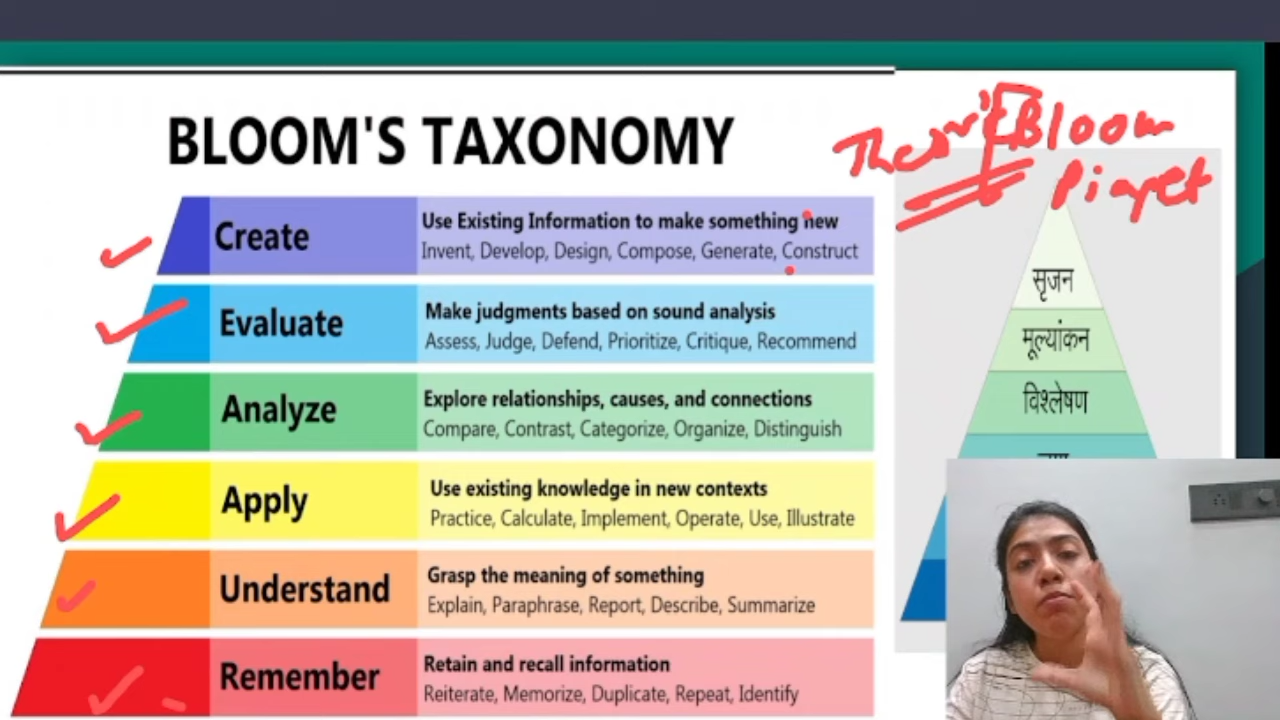 BLOOM'S TAXONOMY
Bloom
Piaget
Create
Use Existing Information to make something new
Invent, Develop, Design, Compose, Generate, Construct
Evaluate
Make judgments based on sound analysis
Assess, Judge, Defend, Prioritize, Critique, Recommend
Analyze
Explore relationships, causes, and connections
Compare, Contrast, Categorize, Organize, Distinguish
Apply
Use existing knowledge in new contexts
Practice, Calculate, Implement, Operate, Use, Illustrate
Understand
Grasp the meaning of something
Explain, Paraphrase, Report, Describe, Summarize
Remember
Retain and recall information
Reiterate, Memorize, Duplicate, Repeat, Identify
सृजन
मूल्यांकन
विश्लेषण